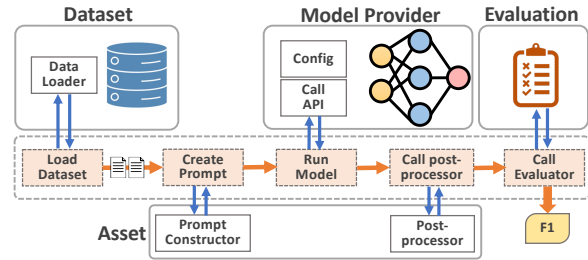 Dataset
Model Provider
Evaluation
Data
Loader
Config
Call
API
Load
Dataset
Create
Prompt
Run
Model
Call post-
processor
Call
Evaluator
Asset
Prompt
Constructor
Post-
processor
F1